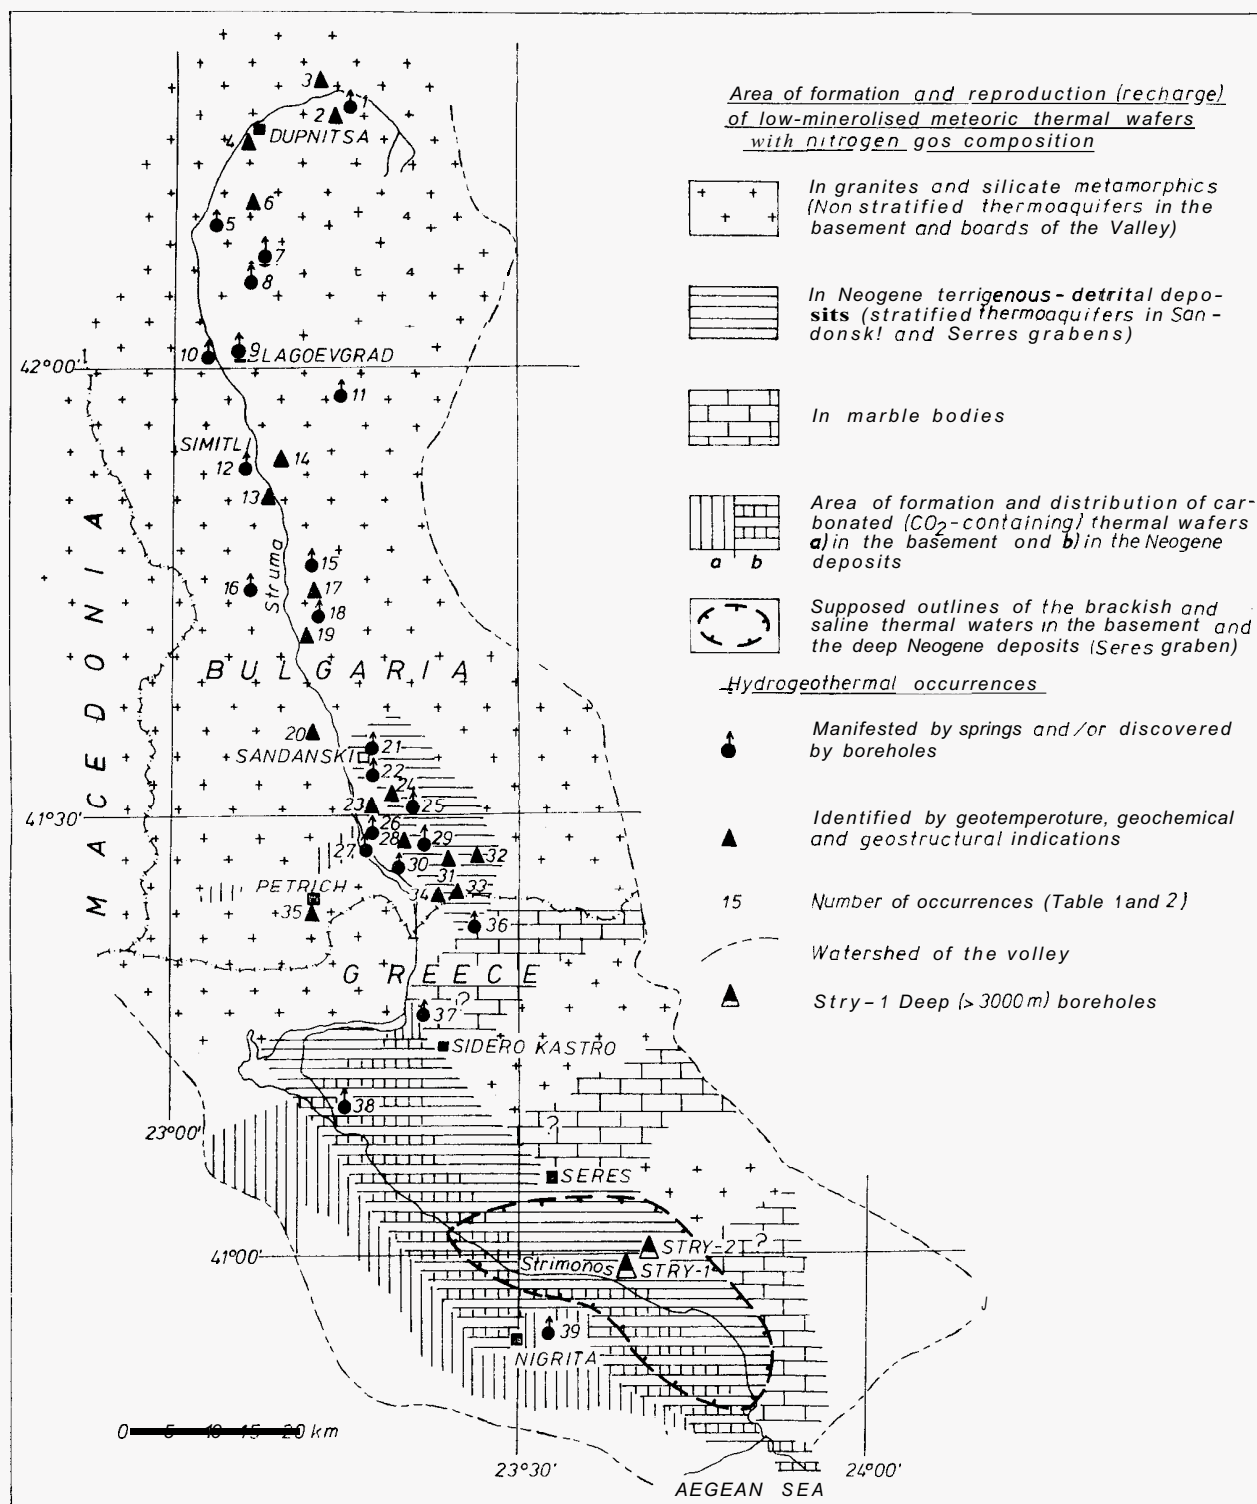 3
1
2
DUPNITSA
4
6
5
7
8
9
10
LAGOEVGRAD
42°00'
11
SIMITLI
12
14
13
Struma
15
16
17
18
19
MACEDONIA
BULGARIA
20
21
SANDANSKI
22
24
23
25
41°30'
26
28
29
27
30
32
31
PETRICH
33
34
35
36
GREECE
?
37
SIDERO KASTRO
38
23°00'
?
SERES
41°00'
STRY-2
?
Strimonos
STRY-1
39
NIGRITA
0 5 10 15 20 km
23°30'
24°00'
AEGEAN SEA
Area of formation and reproduction (recharge)
of low-minerolised meteoric thermal wafers
with nitrogen gos composition
In granites and silicate metamorphics
(Non stratified thermoaquifers in the
basement and boards of the Valley)
In Neogene terrigenous-detrital depo-
sits (stratified thermoaquifers in San-
donsk! and Serres grabens)
In marble bodies
Area of formation and distribution of car-
bonated (CO2-containing) thermal wafers
a) in the basement ond b) in the Neogene
deposits
a b
Supposed outlines of the brackish and
saline thermal waters in the basement and
the deep Neogene deposits (Seres graben)
Hydrogeothermal occurrences
Manifested by springs and/or discovered
by boreholes
Identified by geotemperoture, geochemical
and geostructural indications
15 Number of occurrences (Table 1 and 2)
Watershed of the volley
Stry-1 Deep (>3000m) boreholes